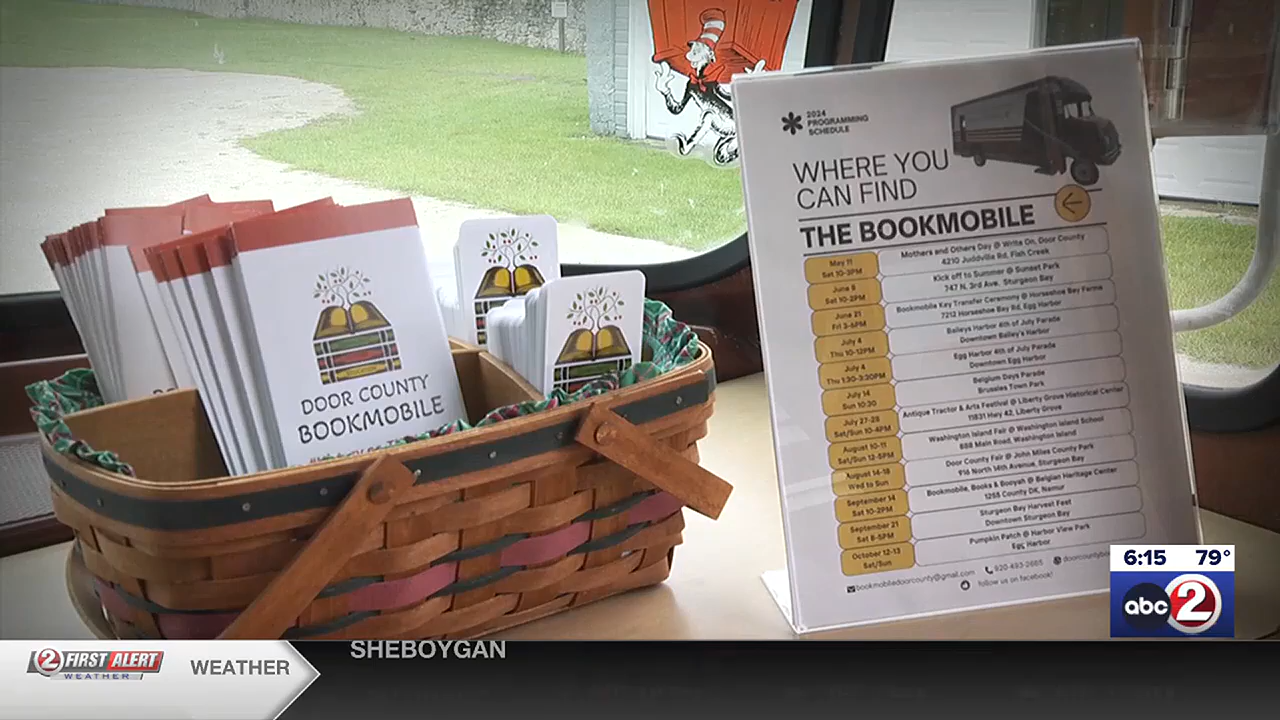 2024
PROGRAMMING
SCHEDULE
WHERE YOU
CAN FIND
THE BOOKMOBILE
May 11
Sat 10-3PM
Mothers and Others Day @ Write On, Door County
4210 Juddville Rd, Fish Creek
June 8
Sat 10-2PM
Kick off to Summer @ Sunset Park
747 N. 3rd Ave. Sturgeon Bay
June 21
Fri 3-6PM
Bookmobile Key Transfer Ceremony @ Horseshoe Bay Farms
7212 Horseshoe Bay Rd, Egg Harbor
July 4
Thu 10-12PM
Baileys Harbor 4th of July Parade
Downtown Bailey's Harbor
July 4
Thu 1:30-3:30PM
Egg Harbor 4th of July Parade
Downtown Egg Harbor
July 14
Sun 10:30
Belgium Days Parade
Brussles Town Park
July 27-28
Sat/Sun 10-4PM
Antique Tractor & Arts Festival @ Liberty Grove Historical Center
11831 Hwy 42, Liberty Grove
August 10-11
Sat/Sun 12-5PM
Washington Island Fair @ Washington Island School
888 Main Road, Washington Island
August 14-18
Wed to Sun
Door County Fair @ John Miles County Park
916 North 14th Avenue, Sturgeon Bay
September 14
Sat 10-2PM
Bookmobile, Books & Booyah @ Belgian Heritage Center
1255 County DK, Namur
September 21
Sat 8-5PM
Sturgeon Bay Harvest Fest
Downtown Sturgeon Bay
October 12-13
Sat/Sun
Pumpkin Patch @ Harbor View Park
Egg Harbor
bookmobiledoorcounty@gmail.com
920-493-2665
follow us on facebook!
DOOR COUNTY
BOOKMOBILE
EDUCATION
6:15 79°
abc 2
SHEBOYGAN
2 FIRST ALERT
WEATHER
WEATHER